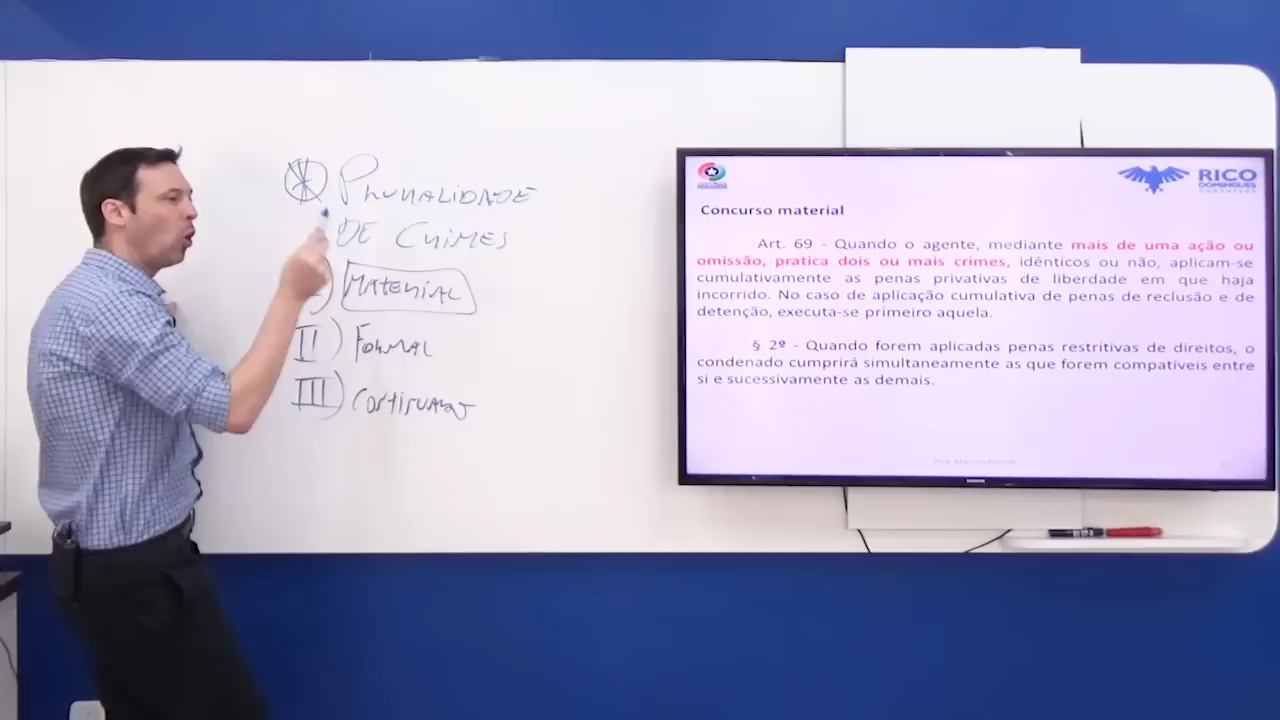 PLURALIDADE
DE CRIMES
MATERIAL
II) FORMAL
III) CONTINUADO
RICO
DOMINGUES
CONCURSOS
Concurso material
Art. 69 - Quando o agente, mediante mais de uma ação ou
omissão, pratica dois ou mais crimes, idênticos ou não, aplicam-se
cumulativamente as penas privativas de liberdade em que haja
incorrido. No caso de aplicação cumulativa de penas de reclusão e de
detenção, executa-se primeiro aquela.
§ 2º - Quando forem aplicadas penas restritivas de direitos, o
condenado cumprirá simultaneamente as que forem compatíveis entre
si e sucessivamente as demais.